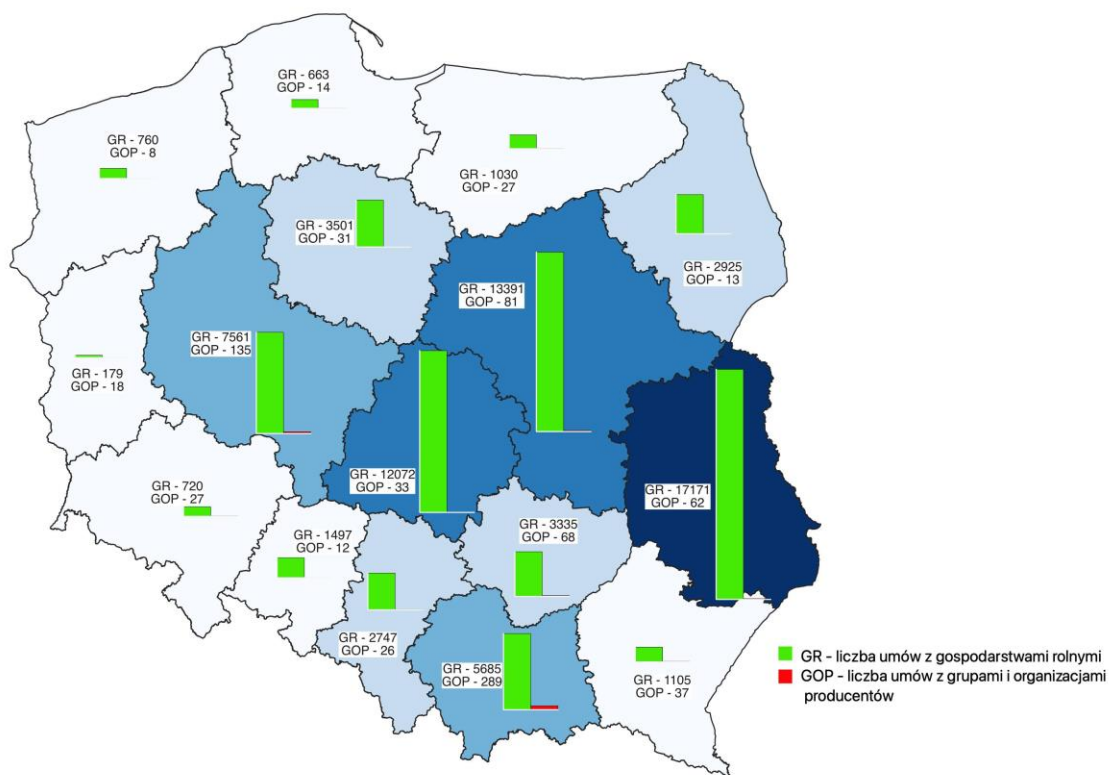 GR - 663
GOP - 14
GR - 760
GOP - 8
GR - 1030
GOP - 27
GR - 3501
GOP - 31
GR - 2925
GOP - 13
GR - 13391
GOP - 81
GR - 7561
GOP - 135
GR - 179
GOP - 18
GR - 12072
GOP - 33
GR - 17171
GOP - 62
GR - 720
GOP - 27
GR - 1497
GOP - 12
GR - 3335
GOP - 68
GR - 2747
GOP - 26
GR - 5685
GOP - 289
GR - 1105
GOP - 37
GR - liczba umów z gospodarstwami rolnymi
GOP - liczba umów z grupami i organizacjami
producentów